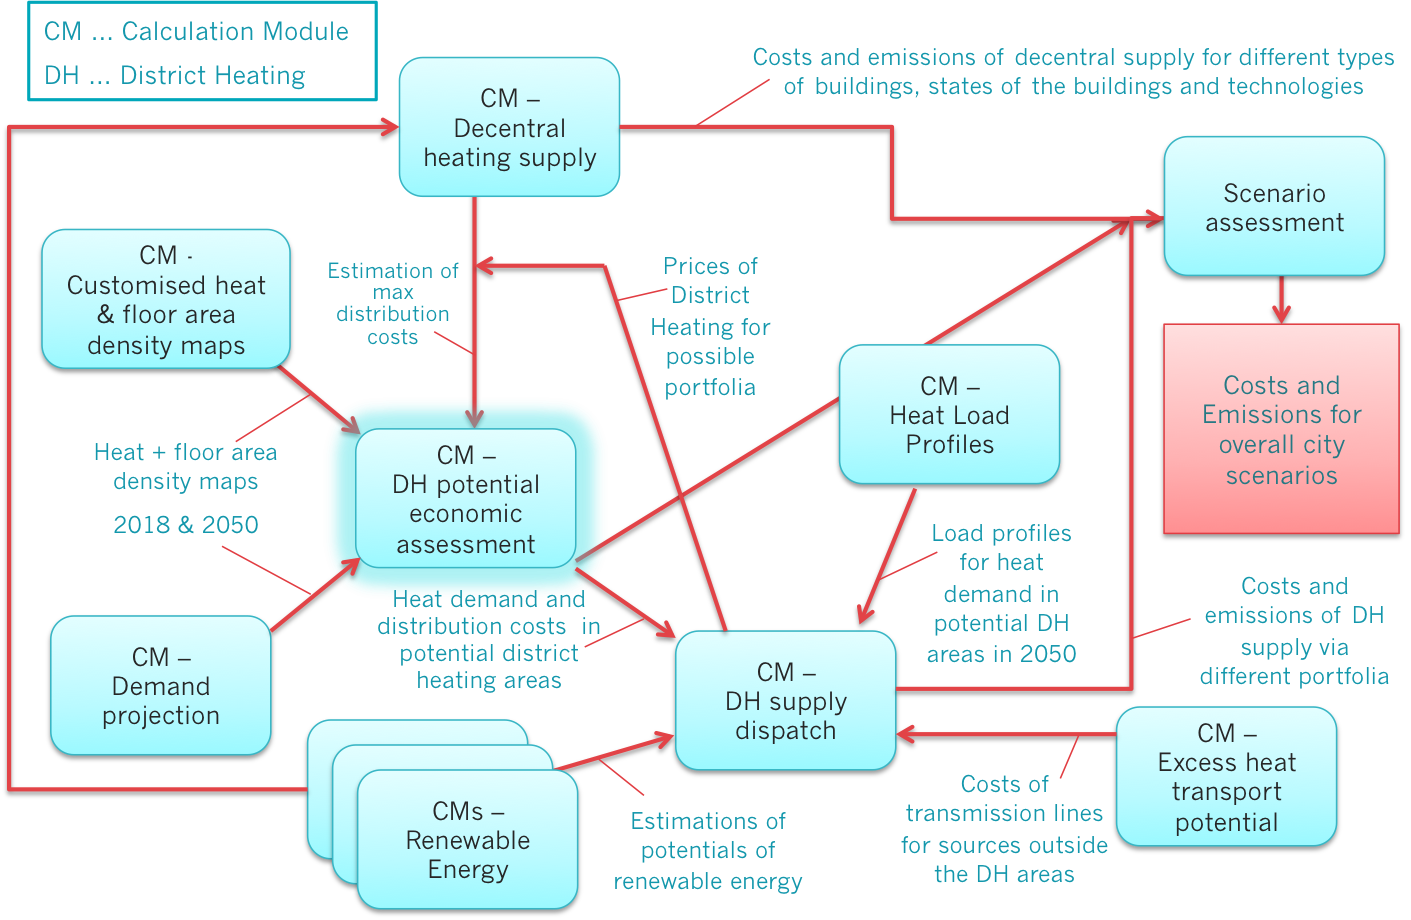 CM ... Calculation Module
DH ... District Heating
CM –
Decentral
heating supply
Costs and emissions of decentral supply for different types
of buildings, states of the buildings and technologies
Scenario
assessment
CM -
Customised heat
& floor area
density maps
Estimation of
max
distribution
costs
Prices of
District
Heating for
possible
portfolia
CM –
Heat Load
Profiles
Costs and
Emissions for
overall city
scenarios
Heat + floor area
density maps
2018 & 2050
CM –
DH potential
economic
assessment
Load profiles
for heat
demand in
potential DH
areas in 2050
Costs and
emissions of DH
supply via
different portfolia
Heat demand and
distribution costs in
potential district
heating areas
CM –
Demand
projection
CM –
DH supply
dispatch
CM –
Excess heat
transport
potential
CMs –
Renewable
Energy
Estimations of
potentials of
renewable energy
Costs of
transmission lines
for sources outside
the DH areas